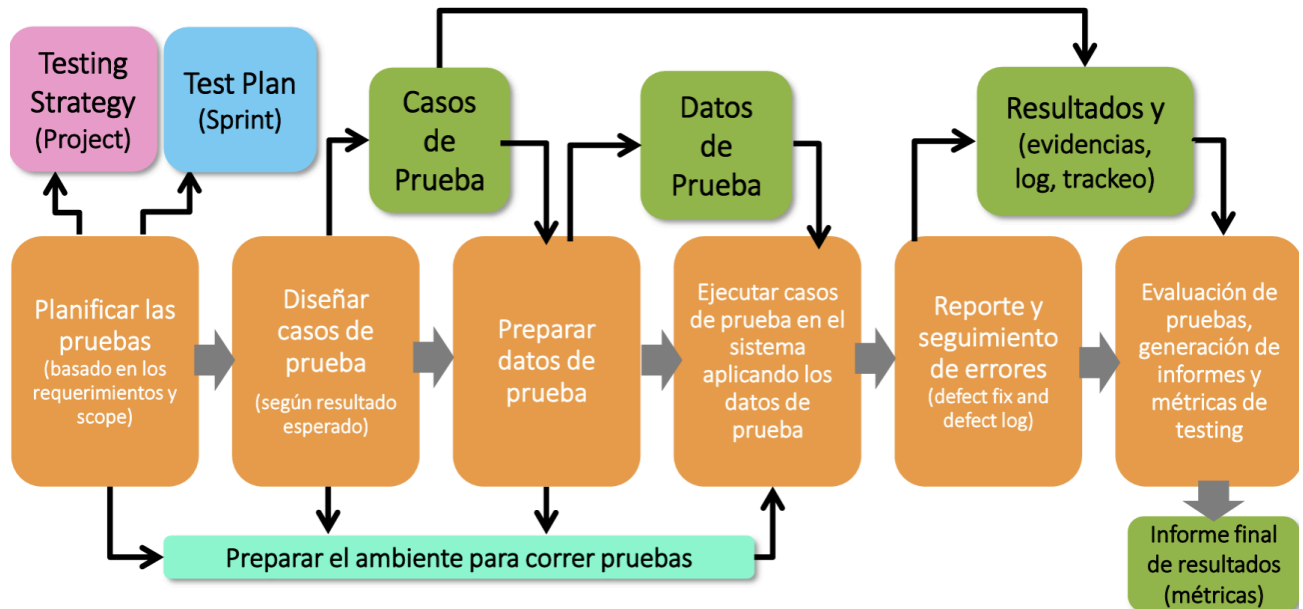 Testing
Strategy
(Project)
Test Plan
(Sprint)
Casos
de
Prueba
Datos
de
Prueba
Resultados y
(evidencias,
log, trackeo)
Planificar las
pruebas
(basado en los
requerimientos y
scope)
Diseñar
casos de
prueba
(según resultado
esperado)
Preparar
datos de
prueba
Ejecutar casos
de prueba en el
sistema
aplicando los
datos de
prueba
Reporte y
seguimiento
de errores
(defect fix and
defect log)
Evaluación de
pruebas,
generación de
informes y
métricas de
testing
Preparar el ambiente para correr pruebas
Informe final
de resultados
(métricas)